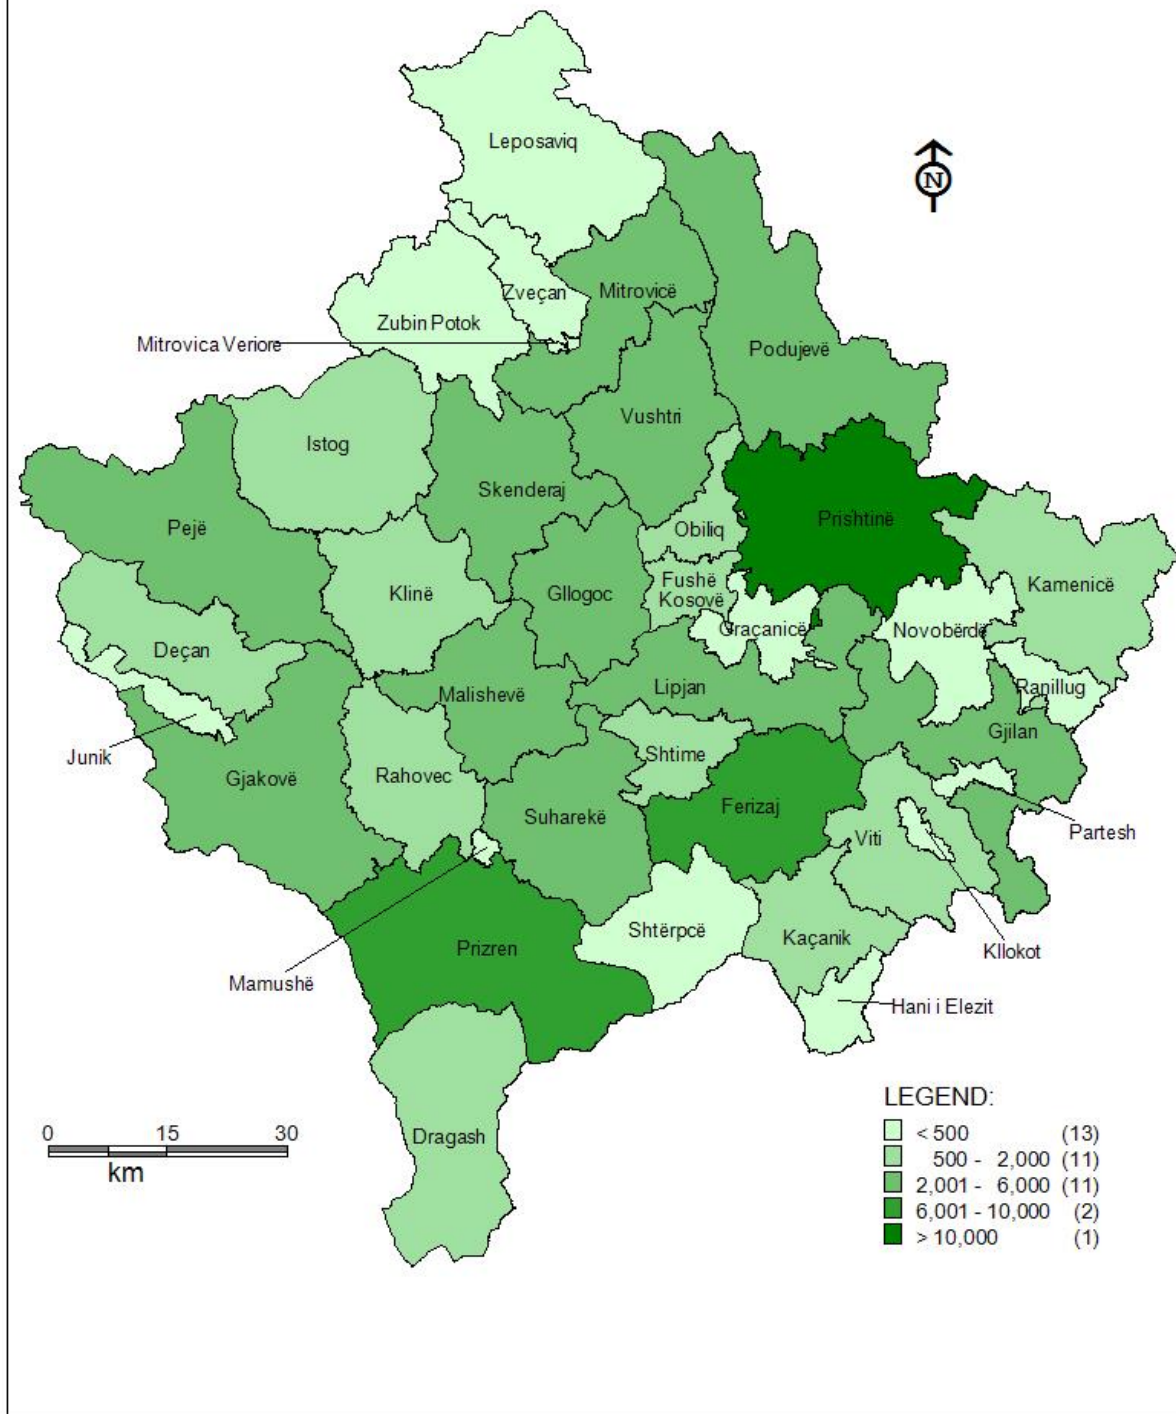 Leposaviq
N
Zveçan
Mitrovicë
Zubin Potok
Mitrovica Veriore
Podujevë
Vushtri
Istog
Skenderaj
Pejë
Prishtinë
Obiliq
Fushë
Kosovë
Kamenicë
Klinë
Gllogoc
Graçanicë
Novobërdë
Deçan
Lipjan
Ranillug
Malishevë
Gjilan
Junik
Shtime
Gjakovë
Rahovec
Ferizaj
Suharekë
Viti
Partesh
Shtërpcë
Kaçanik
Prizren
Kllokot
Mamushë
Hani i Elezit
Dragash
0 15 30
km
LEGEND:
< 500 (13)
500 - 2,000 (11)
2,001 - 6,000 (11)
6,001 - 10,000 (2)
> 10,000 (1)